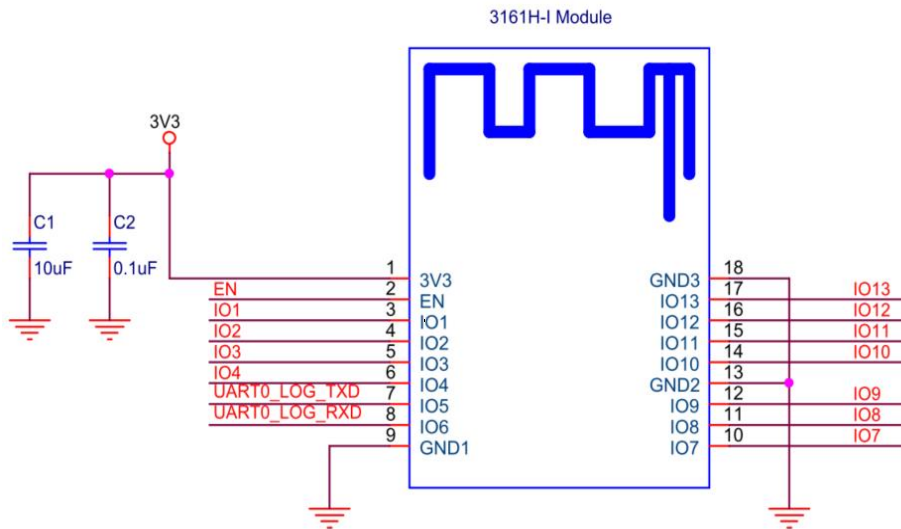 3161H-I Module
3V3
C1
10uF
C2
0.1uF
1
3V3
EN
2
EN
IO1
3
IO1
IO2
4
IO2
IO3
5
IO3
IO4
6
IO4
UART0_LOG_TXD
7
IO5
UART0_LOG_RXD
8
IO6
9
GND1
GND3
18
IO13
17
IO13
IO12
16
IO12
IO11
15
IO11
IO10
14
IO10
GND2
13
IO9
12
IO9
IO8
11
IO8
IO7
10
IO7